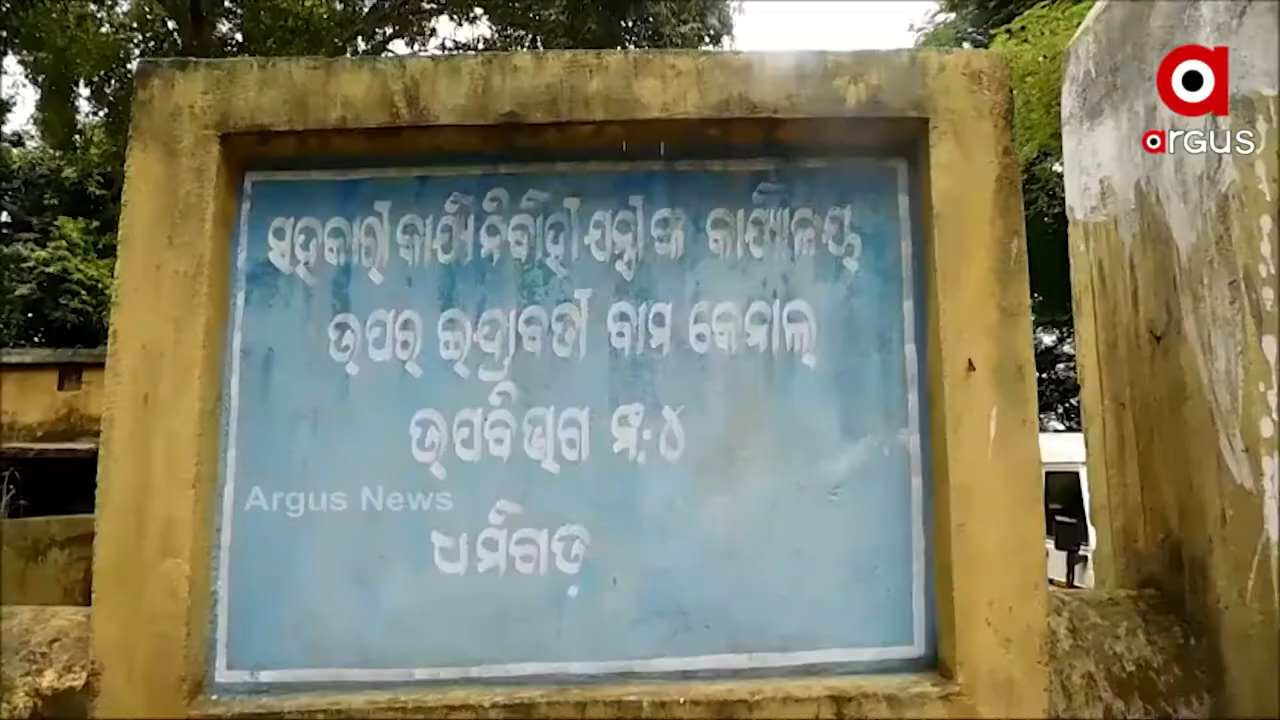 ସହକାରୀ କାର୍ଯ୍ୟନିର୍ବାହୀ ଯନ୍ତ୍ରୀଙ୍କ କାର୍ଯ୍ୟାଳୟ
ଉପର ଇନ୍ଦ୍ରାବତୀ ବାମ କେନାଲ୍
ଉପବିଭାଗ ନଂ: ୪
ଧର୍ମଗଡ଼
Argus News
argus